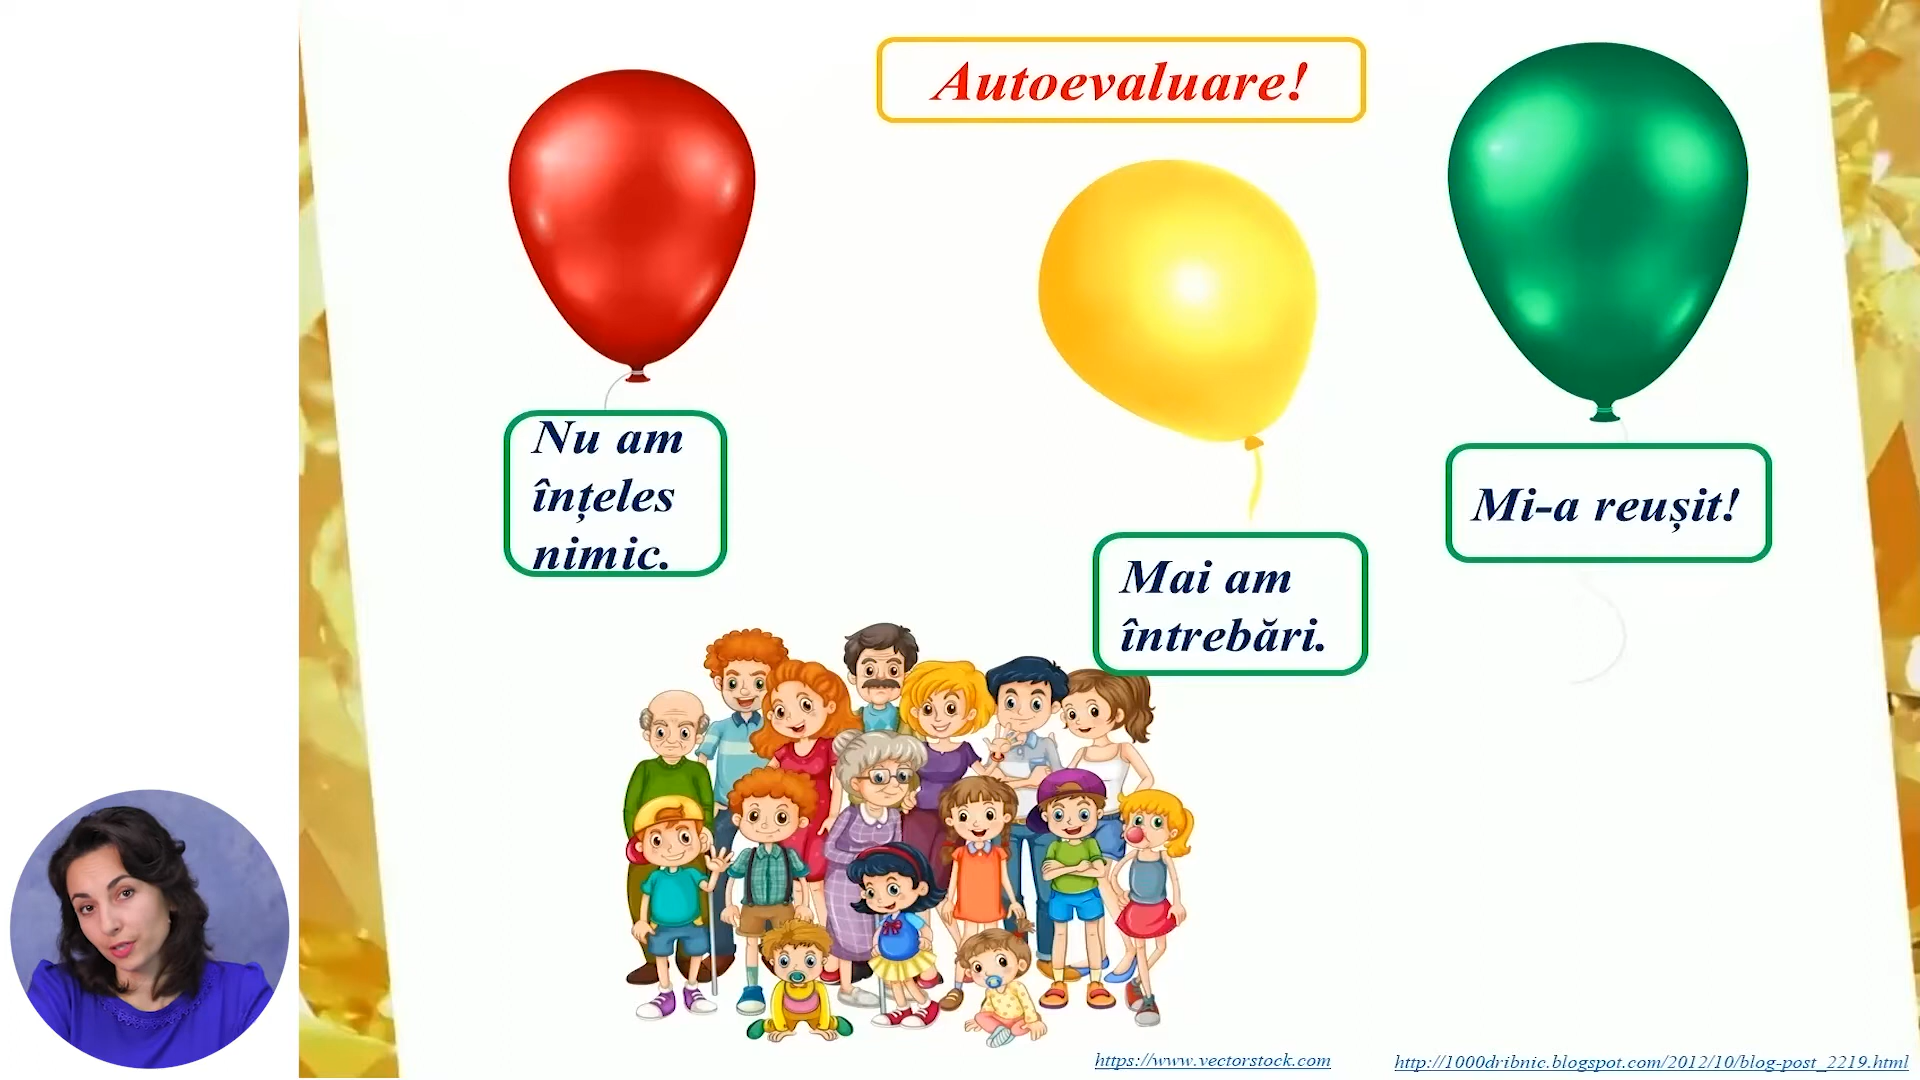 Autoevaluare!
Nu am
înțeles
nimic.
Mai am
întrebări.
Mi-a reușit!
https://www.vectorstock.com
http://1000dribnic.blogspot.com/2012/10/blog-post_2219.html